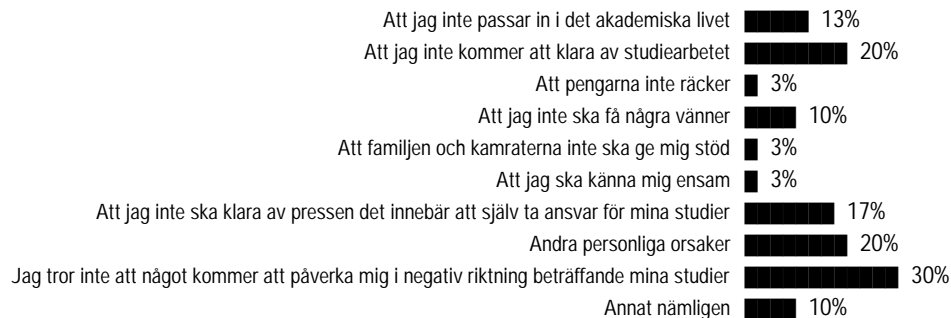 Att jag inte passar in i det akademiska livet 13%
Att jag inte kommer att klara av studiearbetet 20%
Att pengarna inte räcker 3%
Att jag inte ska få några vänner 10%
Att familjen och kamraterna inte ska ge mig stöd 3%
Att jag ska känna mig ensam 3%
Att jag inte ska klara av pressen det innebär att själv ta ansvar för mina studier 17%
Andra personliga orsaker 20%
Jag tror inte att något kommer att påverka mig i negativ riktning beträffande mina studier 30%
Annat nämligen 10%